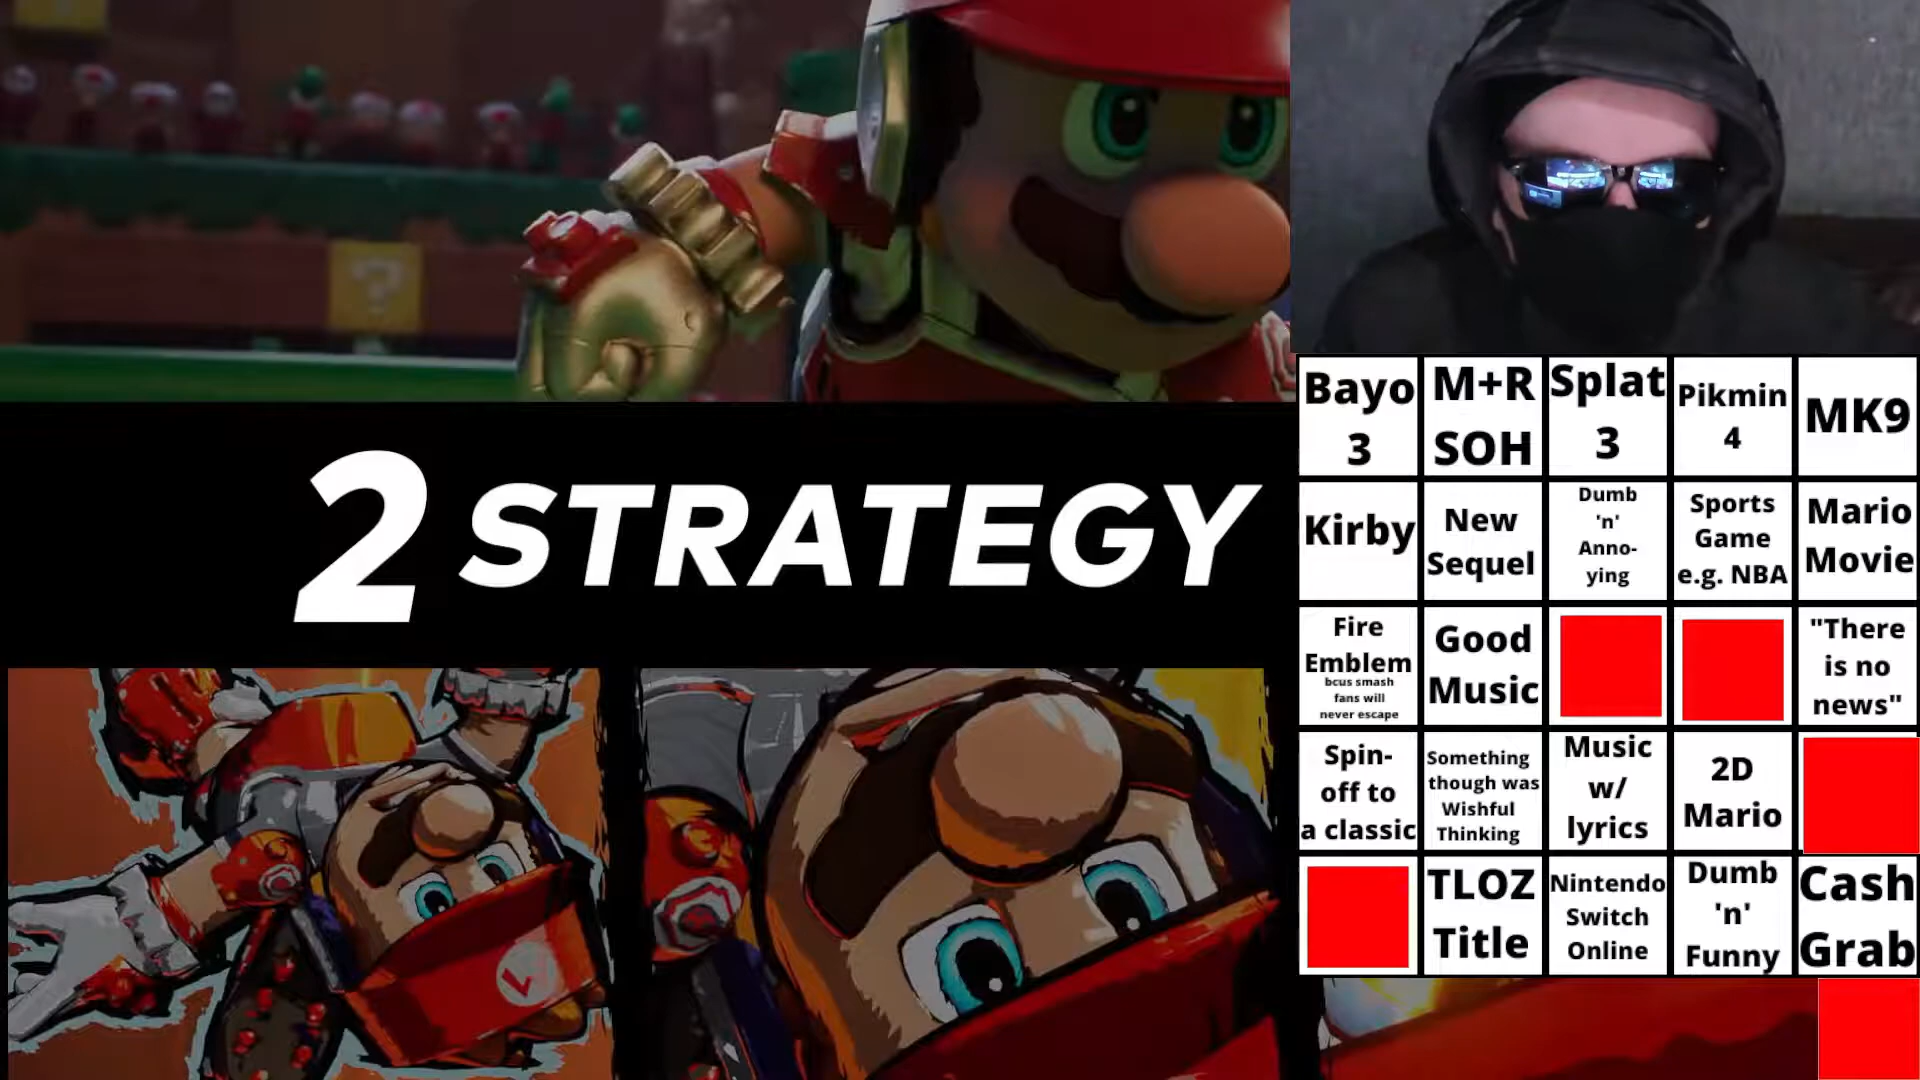 2 STRATEGY
Bayo
3
M+R
SOH
Splat
3
Pikmin
4
MK9
Kirby
New
Sequel
Dumb
'n'
Anno-
ying
Sports
Game
e.g. NBA
Mario
Movie
Fire
Emblem
bcus smash
fans will
never escape
Good
Music
"There
is no
news"
Spin-
off to
a classic
Something
though was
Wishful
Thinking
Music
w/
lyrics
2D
Mario
TLOZ
Title
Nintendo
Switch
Online
Dumb
'n'
Funny
Cash
Grab